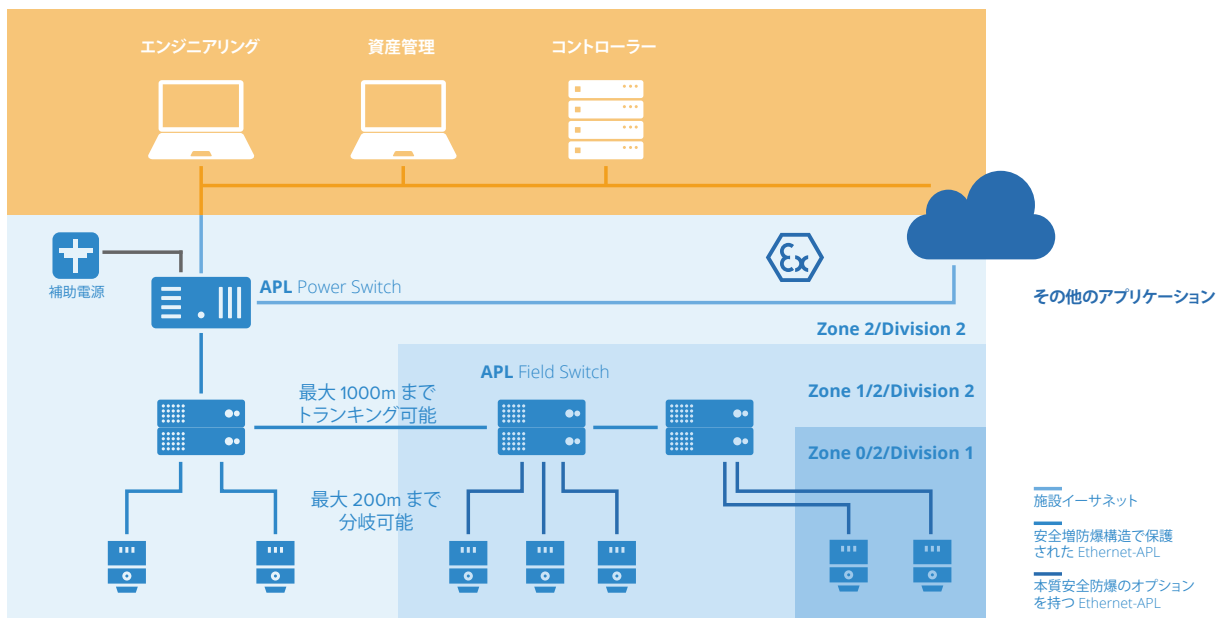 エンジニアリング
資産管理
コントローラー
補助電源
APL Power Switch
Ex
その他のアプリケーション
Zone 2/Division 2
APL Field Switch
最大 1000m まで
トランキング可能
Zone 1/2/Division 2
Zone 0/2/Division 1
最大 200m まで
分岐可能
施設イーサネット
安全増防爆構造で保護
された Ethernet-APL
本質安全防爆のオプション
を持つ Ethernet-APL